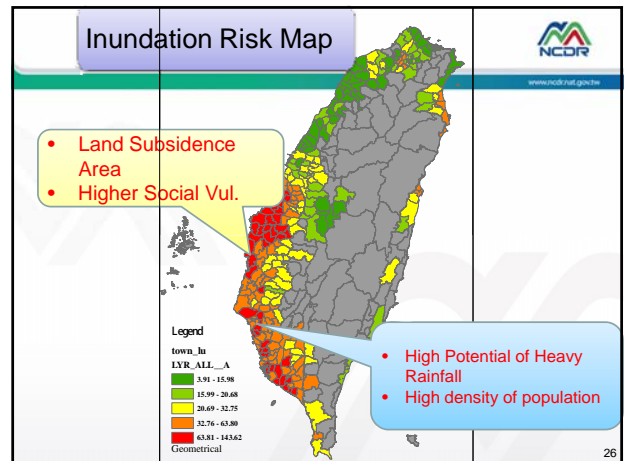 Inundation Risk Map
NCDR
www.ncdr.nat.gov.tw
• Land Subsidence
Area
• Higher Social Vul.
Legend
town_lu
LYR_ALL__A
3.91 - 15.98
15.99 - 20.68
20.69 - 32.75
32.76 - 63.80
63.81 - 143.62
Geometrical
• High Potential of Heavy
Rainfall
• High density of population
26